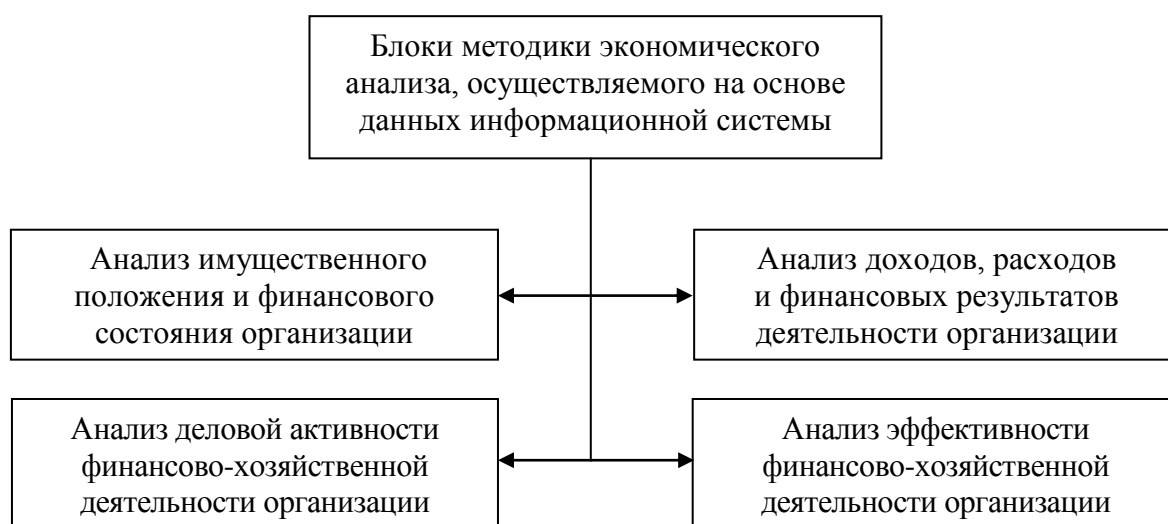 Блоки методики экономического
анализа, осуществляемого на основе
данных информационной системы
Анализ имущественного
положения и финансового
состояния организации
Анализ доходов, расходов
и финансовых результатов
деятельности организации
Анализ деловой активности
финансово-хозяйственной
деятельности организации
Анализ эффективности
финансово-хозяйственной
деятельности организации